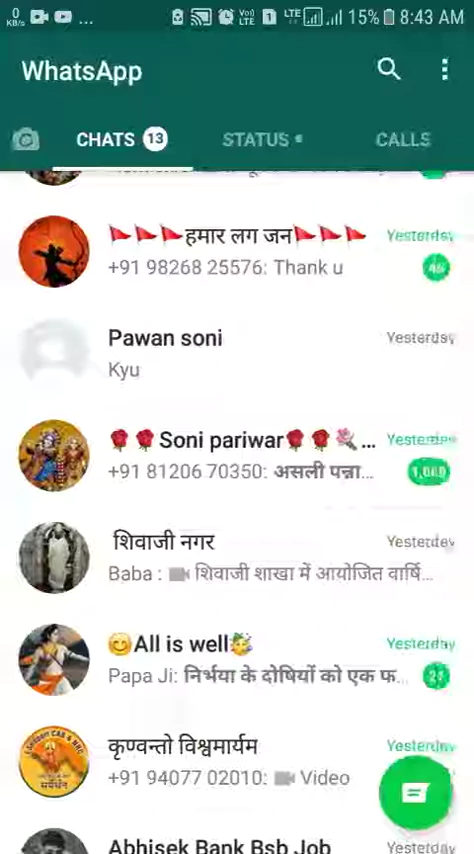 0
KB/s ... Vo)) LTE 1 LTE 15% 8:43 AM
WhatsApp
CHATS 13 STATUS CALLS
हमार लग जन Yesterday
+91 98268 25576: Thank u 46
Pawan soni Yesterday
Kyu
🌹🌹Soni pariwar🌹🌹💐... Yesterday
+91 81206 70350: असली पन्ना...
शिवाजी नगर Yesterday
Baba : शिवाजी शाखा में आयोजित वार्षि...
😊All is well🥳 Yesterday
Papa Ji: निर्भया के दोषियों को एक फ...
कृण्वन्तो विश्वमार्यम Yesterday
+91 94077 02010: Video
Abhisek Bank Bsb Job Yesterday